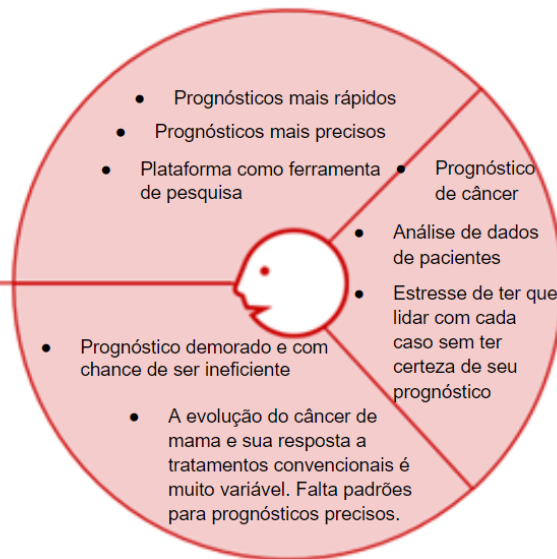 ● Prognósticos mais rápidos
● Prognósticos mais precisos
● Plataforma como ferramenta
de pesquisa
● Prognóstico
de câncer
● Análise de dados
de pacientes
● Estresse de ter que
lidar com cada
caso sem ter
certeza de seu
prognóstico
● Prognóstico demorado e com
chance de ser ineficiente
● A evolução do câncer de
mama e sua resposta a
tratamentos convencionais é
muito variável. Falta padrões
para prognósticos precisos.